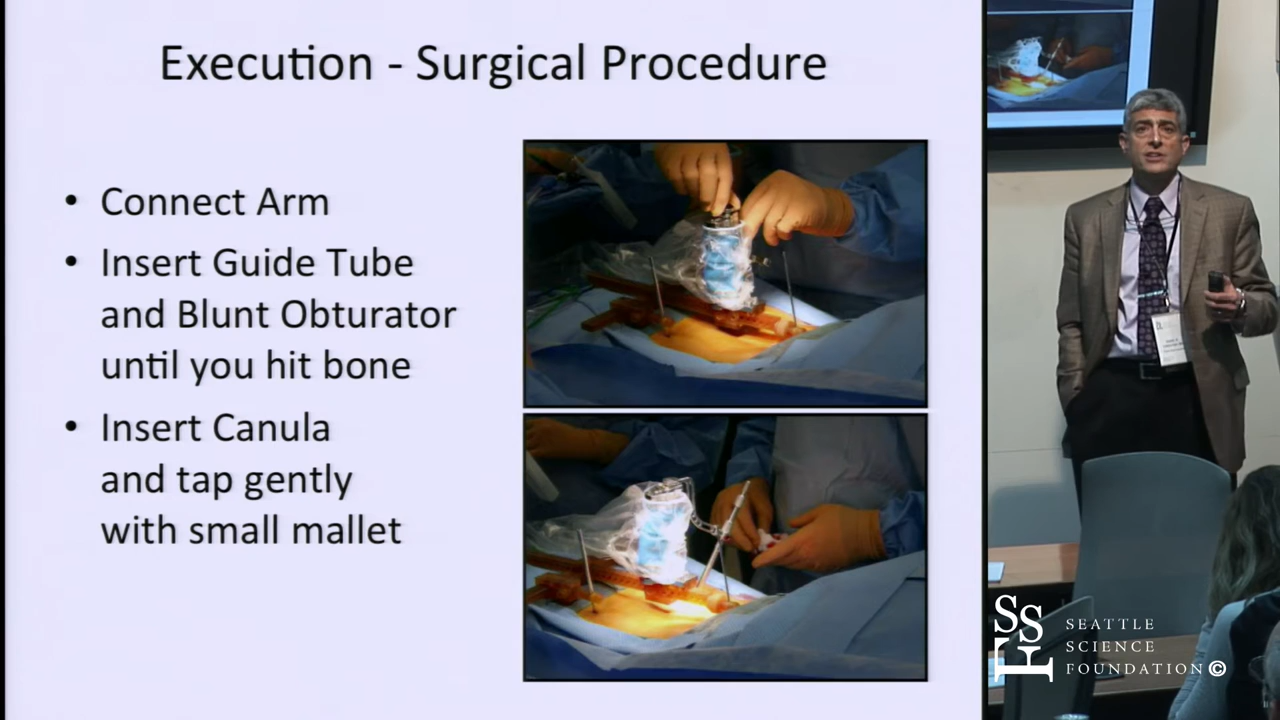 Execution - Surgical Procedure
• Connect Arm
• Insert Guide Tube
and Blunt Obturator
until you hit bone
• Insert Canula
and tap gently
with small mallet
SSF
SEATTLE
SCIENCE
FOUNDATION©